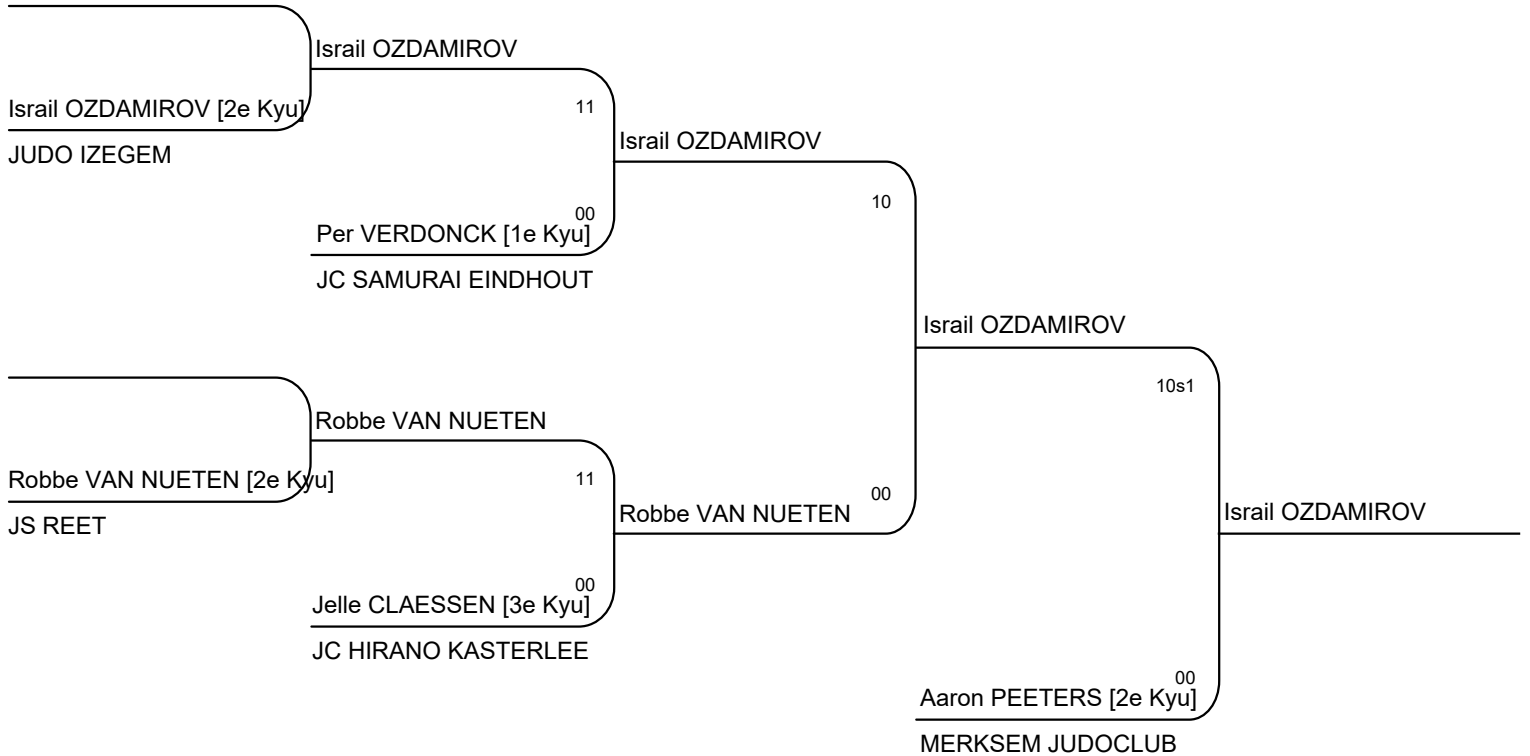 Israil OZDAMIROV
Israil OZDAMIROV [2e Kyu]
11
JUDO IZEGEM
Israil OZDAMIROV
10
00
Per VERDONCK [1e Kyu]
JC SAMURAI EINDHOUT
Israil OZDAMIROV
10s1
Robbe VAN NUETEN
Robbe VAN NUETEN [2e Kyu]
11
00
JS REET
Robbe VAN NUETEN
Israil OZDAMIROV
00
Jelle CLAESSEN [3e Kyu]
JC HIRANO KASTERLEE
00
Aaron PEETERS [2e Kyu]
MERKSEM JUDOCLUB